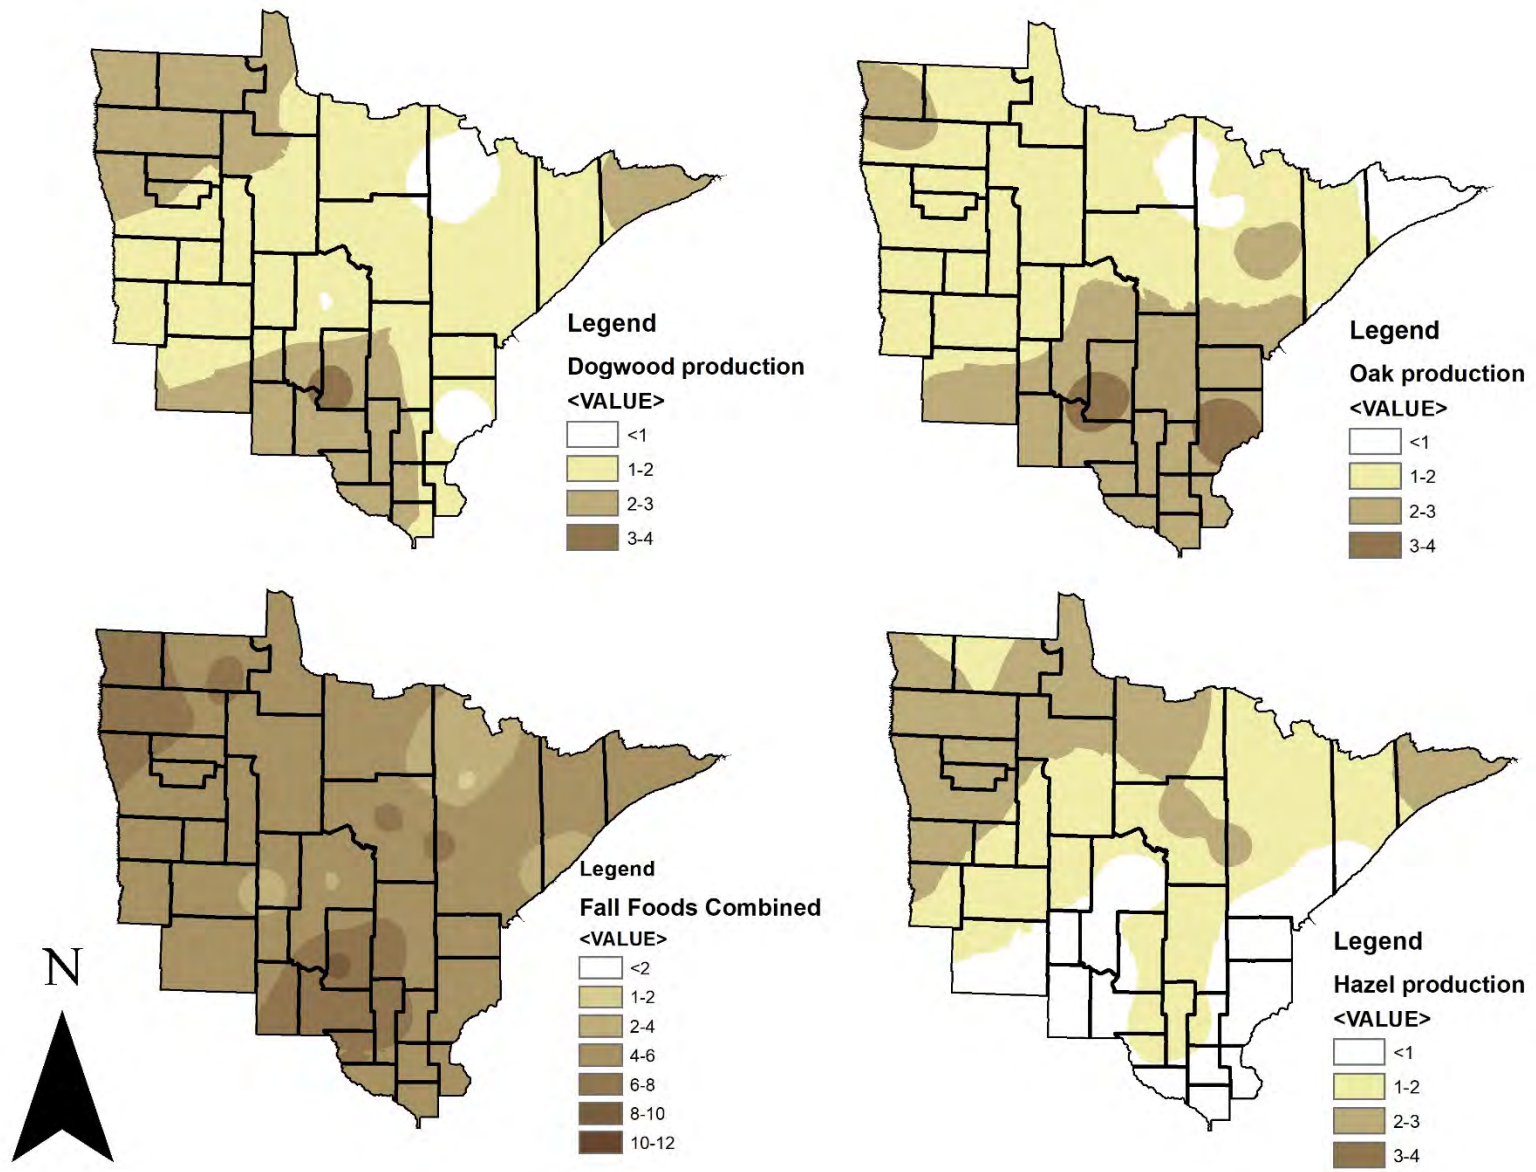 Legend
Dogwood production
<VALUE>
<1
1-2
2-3
3-4
Legend
Oak production
<VALUE>
<1
1-2
2-3
3-4
N
Legend
Fall Foods Combined
<VALUE>
<2
1-2
2-4
4-6
6-8
8-10
10-12
Legend
Hazel production
<VALUE>
<1
1-2
2-3
3-4